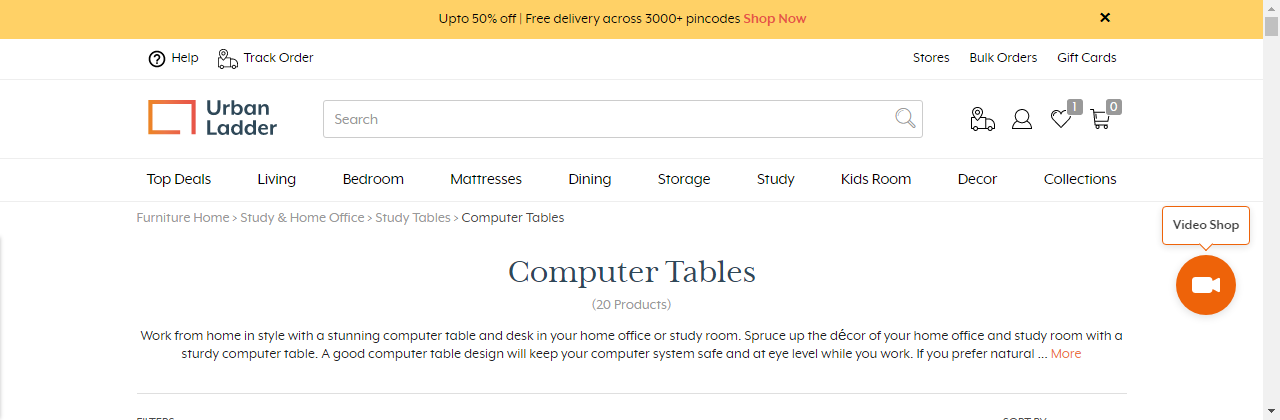 Upto 50% off | Free delivery across 3000+ pincodes Shop Now ✕
Help Track Order Stores Bulk Orders Gift Cards
Urban
Ladder
Search
1
0
Top Deals Living Bedroom Mattresses Dining Storage Study Kids Room Decor Collections
Furniture Home > Study & Home Office > Study Tables > Computer Tables
Video Shop
Computer Tables
(20 Products)
Work from home in style with a stunning computer table and desk in your home office or study room. Spruce up the décor of your home office and study room with a
sturdy computer table. A good computer table design will keep your computer system safe and at eye level while you work. If you prefer natural ... More
FILTERS SORT BY